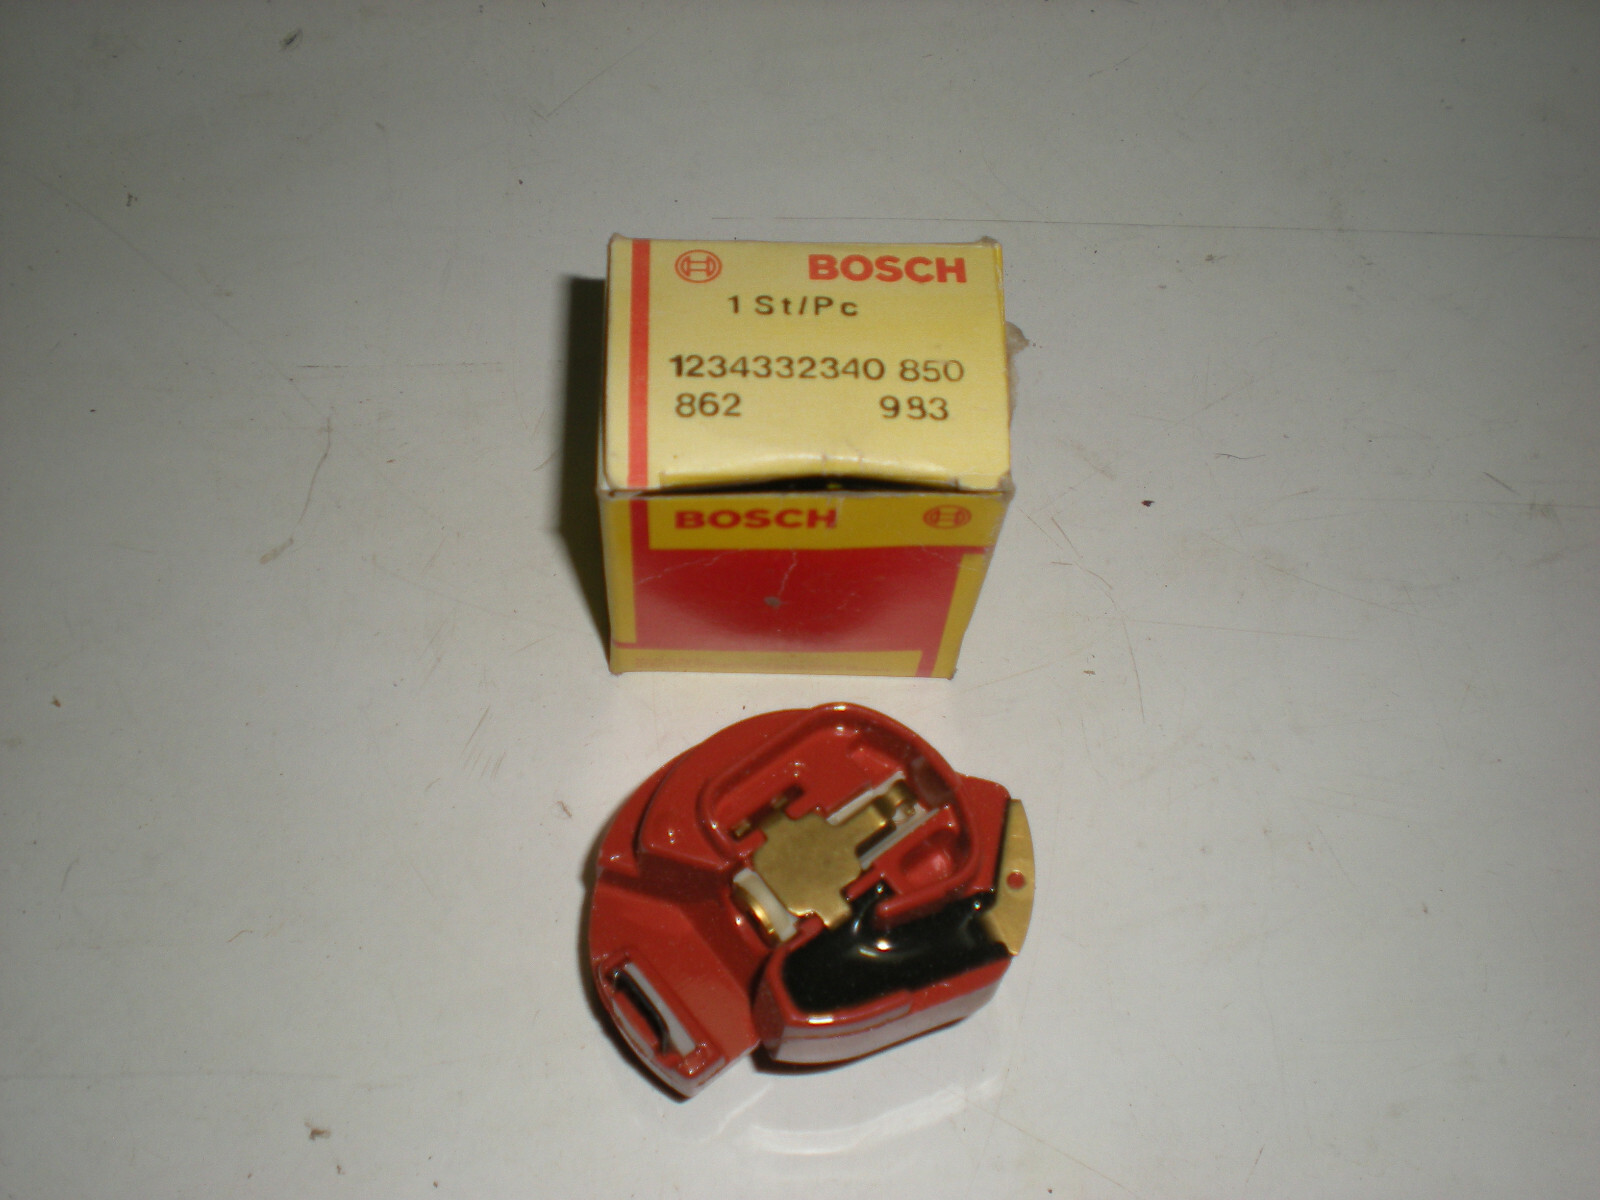 BOSCH
1 St/Pc
1234332340 850
862 983
BOSCH